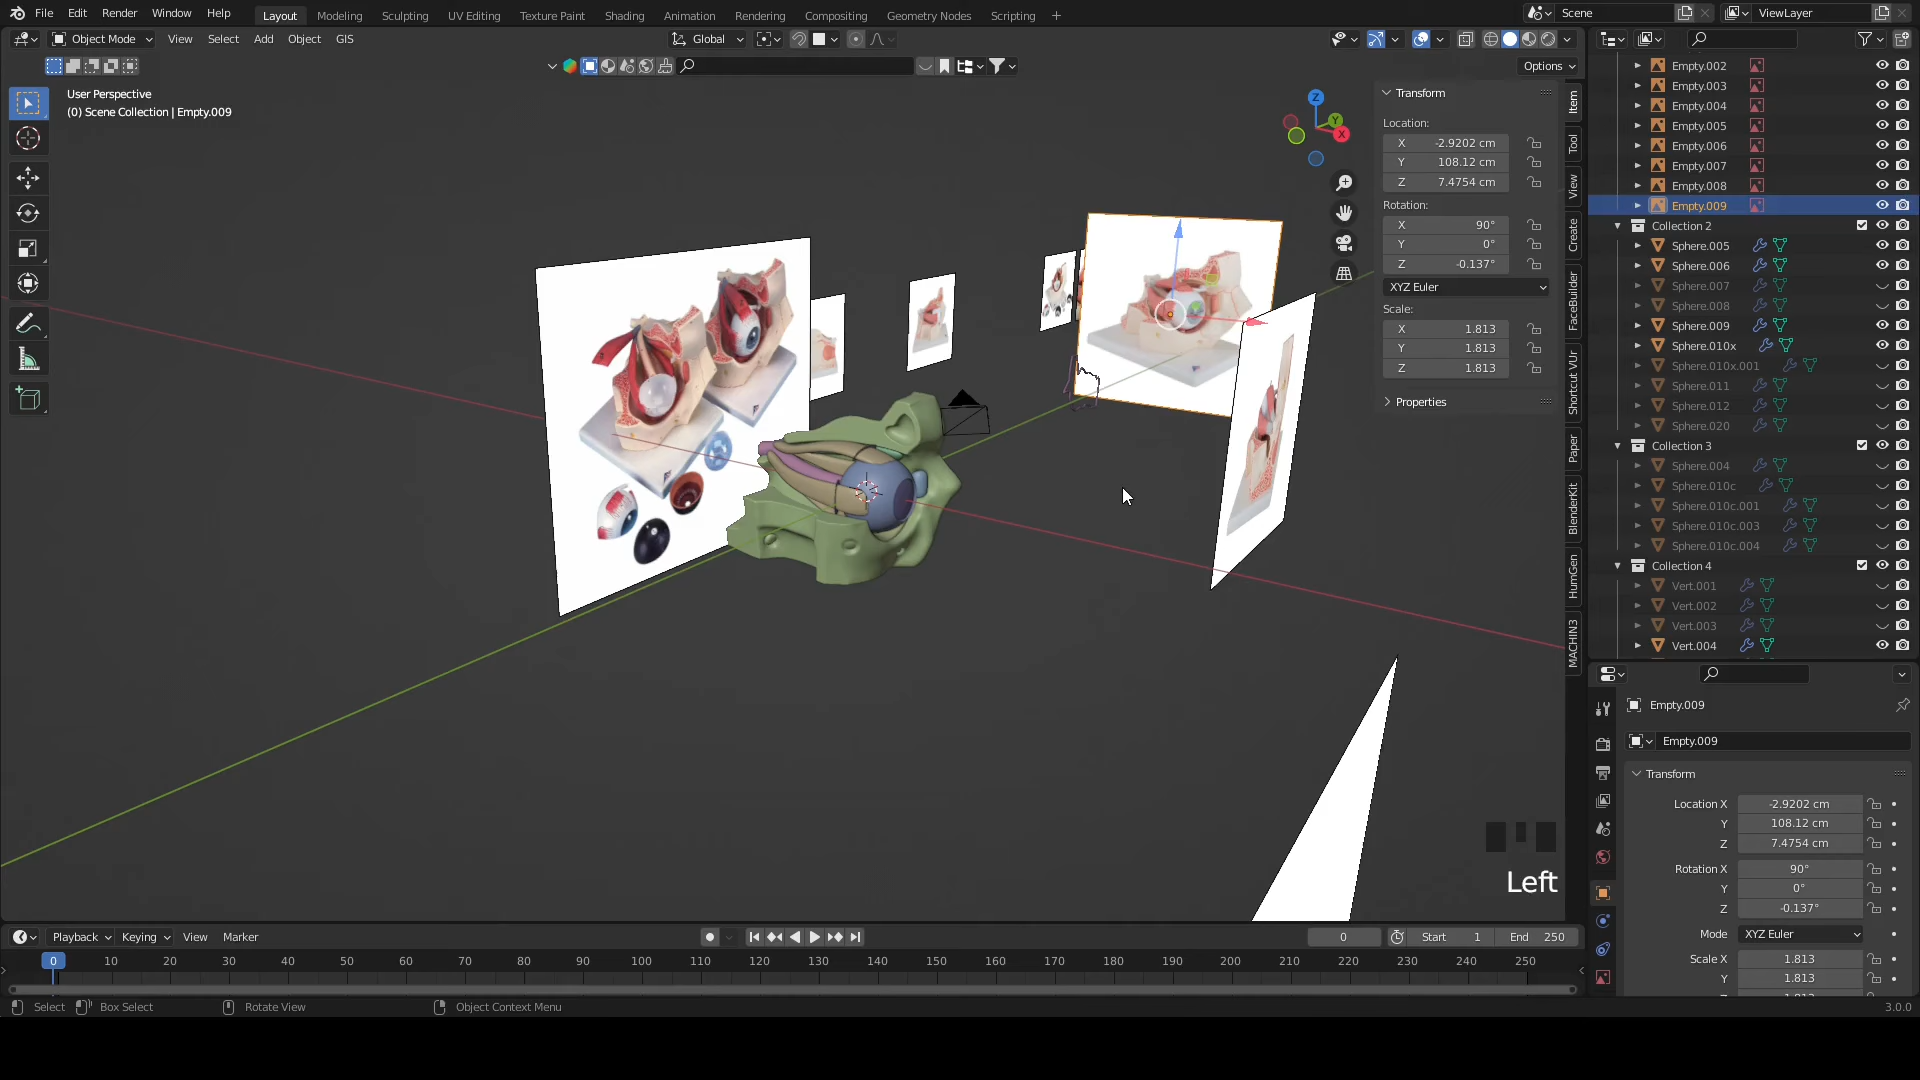 File Edit Render Window Help Layout Modeling Sculpting UV Editing Texture Paint Shading Animation Rendering Compositing Geometry Nodes Scripting + Scene ViewLayer
Object Mode View Select Add Object GIS Global
Options
User Perspective
(0) Scene Collection | Empty.009
Transform
Location:
X -2.9202 cm
Y 108.12 cm
Z 7.4754 cm
Rotation:
X 90°
Y 0°
Z -0.137°
XYZ Euler
Scale:
X 1.813
Y 1.813
Z 1.813
Properties
Z
Y
X
Item
Tool
View
Create
FaceBuilder
Shortcut VUr
Paper
BlenderKit
HumGen
MACHIN3
Empty.002
Empty.003
Empty.004
Empty.005
Empty.006
Empty.007
Empty.008
Empty.009
Collection 2
Sphere.005
Sphere.006
Sphere.007
Sphere.008
Sphere.009
Sphere.010x
Sphere.010x.001
Sphere.011
Sphere.012
Sphere.020
Collection 3
Sphere.004
Sphere.010c
Sphere.010c.001
Sphere.010c.003
Sphere.010c.004
Collection 4
Vert.001
Vert.002
Vert.003
Vert.004
Empty.009
Empty.009
Transform
Location X -2.9202 cm
Y 108.12 cm
Z 7.4754 cm
Rotation X 90°
Y 0°
Z -0.137°
Mode XYZ Euler
Scale X 1.813
Y 1.813
Left
Playback Keying View Marker 0 Start 1 End 250
0 10 20 30 40 50 60 70 80 90 100 110 120 130 140 150 160 170 180 190 200 210 220 230 240 250
Select Box Select Rotate View Object Context Menu 3.0.0